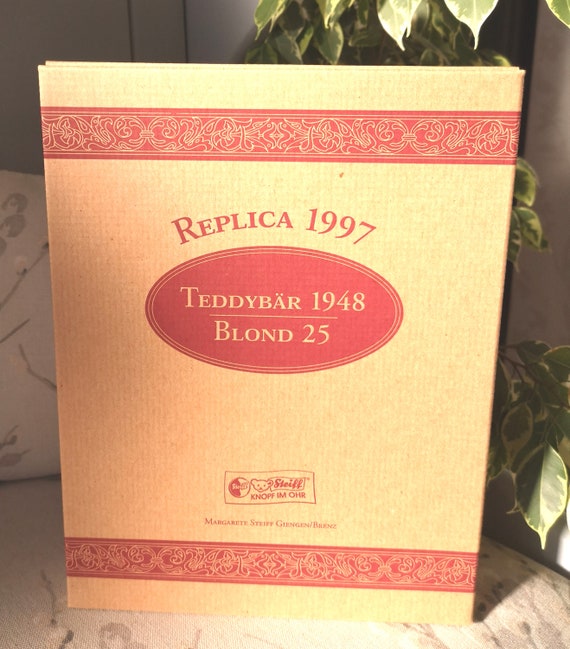 REPLICA 1997
TEDDYBÄR 1948
BLOND 25
Steiff
KNOPF IM OHR
MARGARETE STEIFF GIENGEN/BRENZ